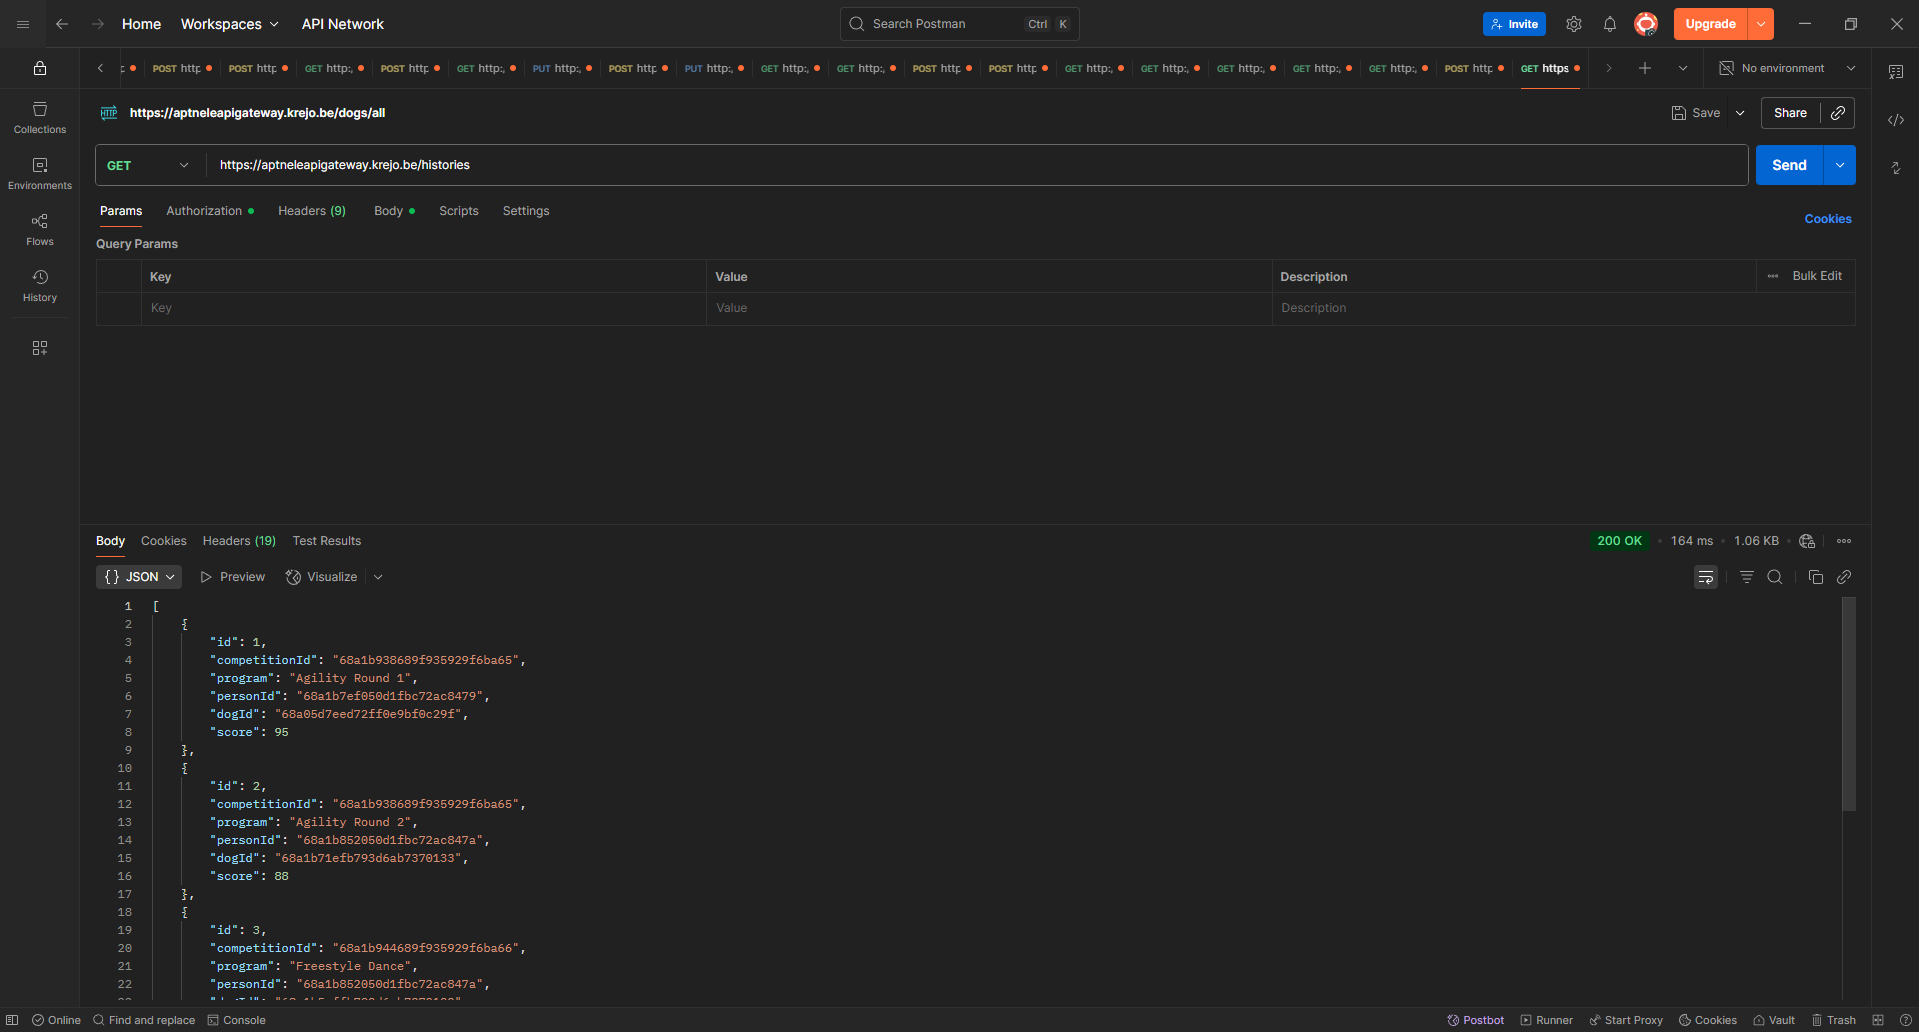 Home Workspaces API Network Search Postman Ctrl K Invite Upgrade
POST http POST http GET http:, POST http GET http:, PUT http:, POST http PUT http:, GET http:, GET http:, POST http POST http GET http:, GET http:, GET http:, GET http:, GET http:, POST http GET https No environment
HTTP https://aptneleapigateway.krejo.be/dogs/all Save Share
GET https://aptneleapigateway.krejo.be/histories Send
Params Authorization Headers (9) Body Scripts Settings Cookies
Query Params
Key Value Description Bulk Edit
Key Value Description
Collections
Environments
Flows
History
Body Cookies Headers (19) Test Results 200 OK 164 ms 1.06 KB
{} JSON Preview Visualize
1 [
2 {
3 "id": 1,
4 "competitionId": "68a1b938689f935929f6ba65",
5 "program": "Agility Round 1",
6 "personId": "68a1b7ef050d1fbc72ac8479",
7 "dogId": "68a05d7eed72ff0e9bf0c29f",
8 "score": 95
9 },
10 {
11 "id": 2,
12 "competitionId": "68a1b938689f935929f6ba65",
13 "program": "Agility Round 2",
14 "personId": "68a1b852050d1fbc72ac847a",
15 "dogId": "68a1b71efb793d6ab7370133",
16 "score": 88
17 },
18 {
19 "id": 3,
20 "competitionId": "68a1b944689f935929f6ba66",
21 "program": "Freestyle Dance",
22 "personId": "68a1b852050d1fbc72ac847a",
Online Find and replace Console Postbot Runner Start Proxy Cookies Vault Trash